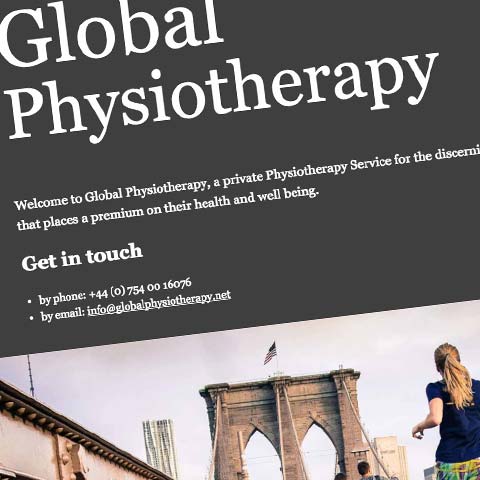 Global
Physiotherapy
Welcome to Global Physiotherapy, a private Physiotherapy Service for the discerni
that places a premium on their health and well being.
Get in touch
• by phone: +44 (0) 754 00 16076
• by email: info@globalphysiotherapy.net